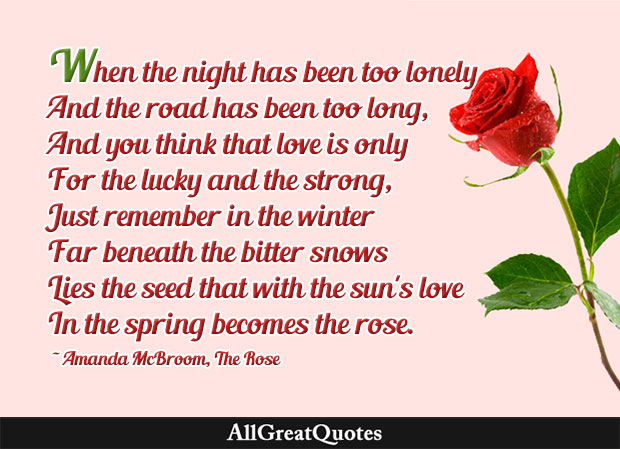 When the night has been too lonely
And the road has been too long,
And you think that love is only
For the lucky and the strong,
Just remember in the winter
Far beneath the bitter snows
Lies the seed that with the sun's love
In the spring becomes the rose.
~ Amanda McBroom, The Rose
AllGreatQuotes